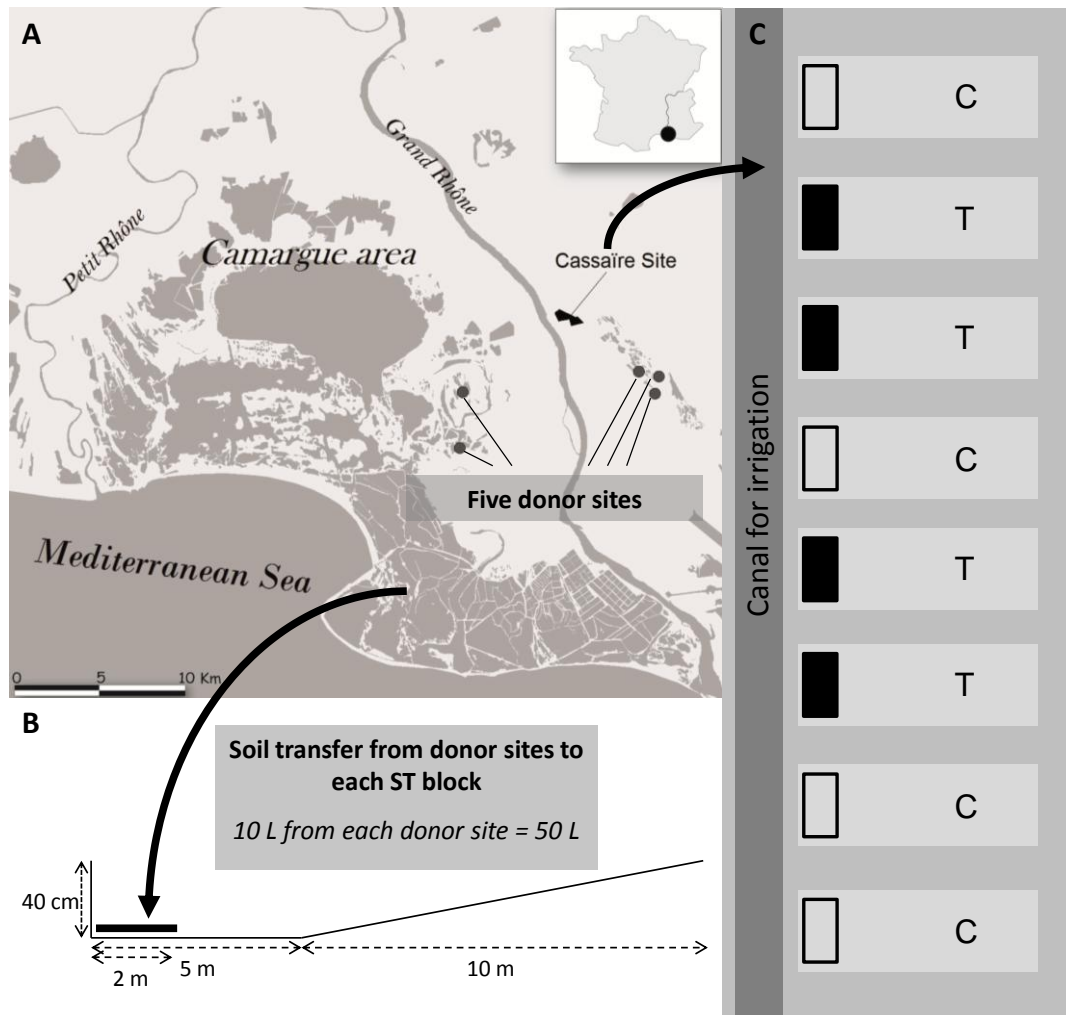 A
Grand Rhône
Petit Rhône
Camargue area
Cassaïre Site
Five donor sites
Mediterranean Sea
0 5 10 Km
B
Soil transfer from donor sites to
each ST block
10 L from each donor site = 50 L
40 cm
2 m
5 m
10 m
C
Canal for irrigation
C
T
T
C
T
T
C
C